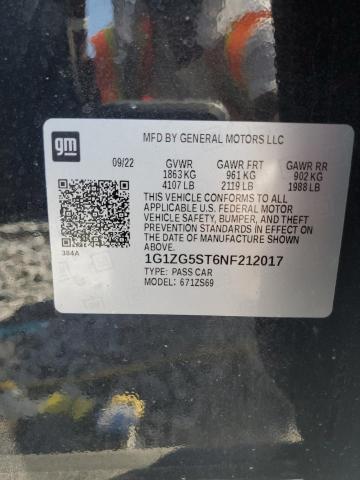 gm
MFD BY GENERAL MOTORS LLC
09/22 GVWR GAWR FRT GAWR RR
1863 KG 961 KG 902 KG
4107 LB 2119 LB 1988 LB
THIS VEHICLE CONFORMS TO ALL
APPLICABLE U.S. FEDERAL MOTOR
VEHICLE SAFETY, BUMPER, AND THEFT
PREVENTION STANDARDS IN EFFECT ON
THE DATE OF MANUFACTURE SHOWN
ABOVE.
384A
1G1ZG5ST6NF212017
TYPE: PASS CAR
MODEL: 671ZS69